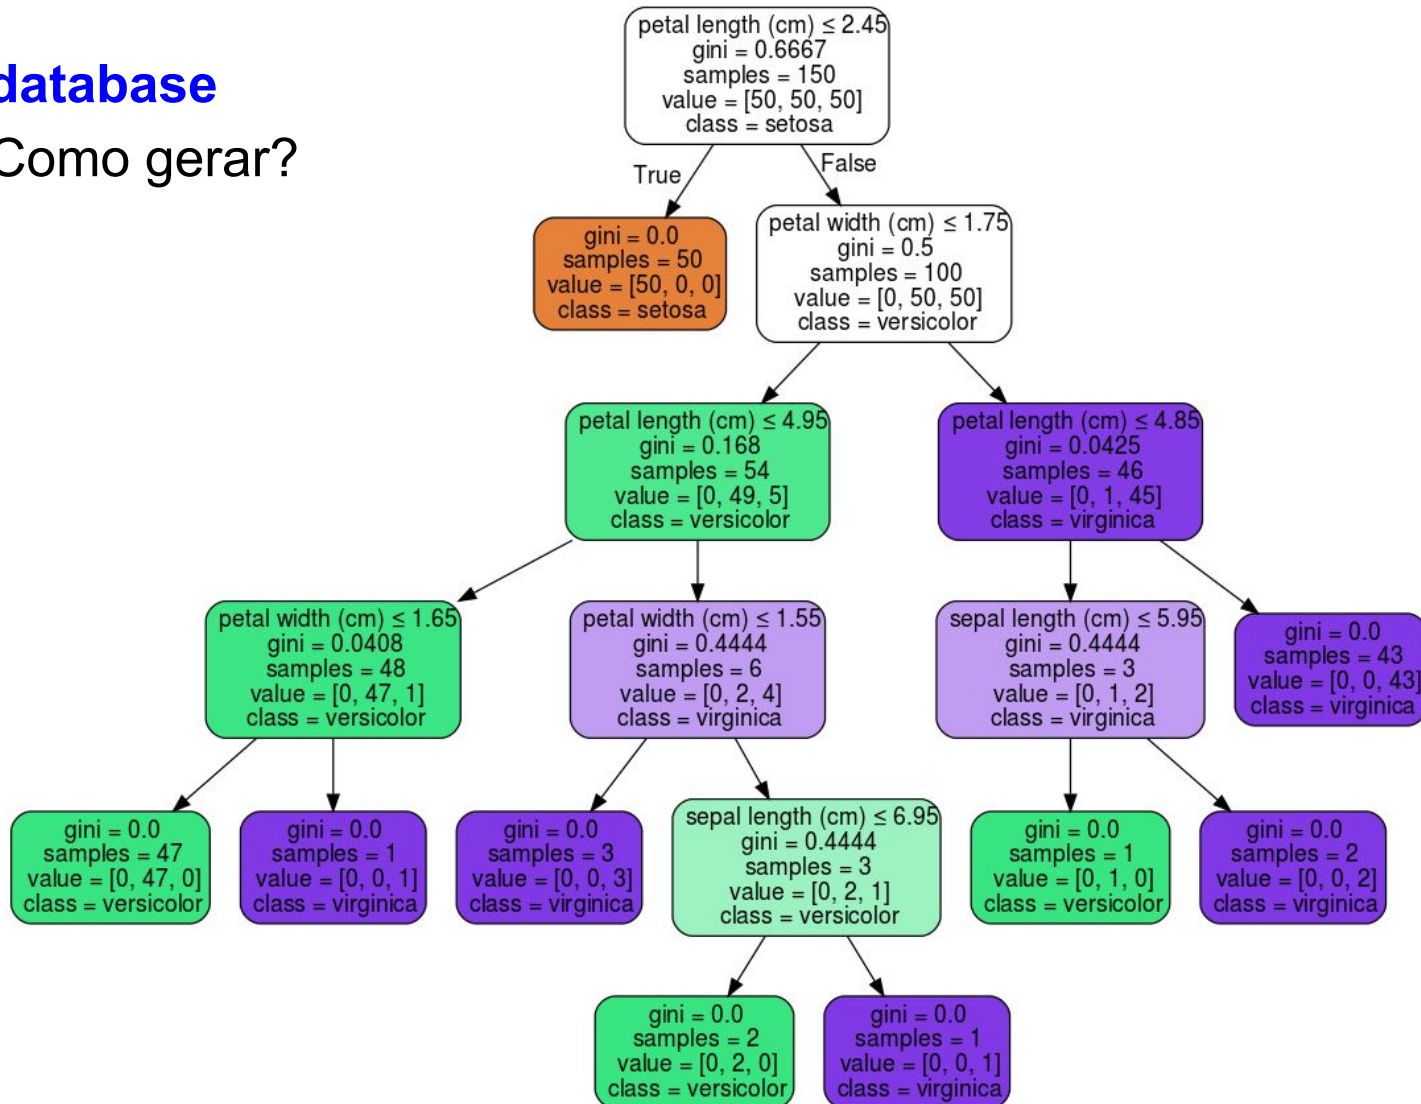 database
Como gerar?
petal length (cm) ≤ 2.45
gini = 0.6667
samples = 150
value = [50, 50, 50]
class = setosa
True
False
gini = 0.0
samples = 50
value = [50, 0, 0]
class = setosa
petal width (cm) ≤ 1.75
gini = 0.5
samples = 100
value = [0, 50, 50]
class = versicolor
petal length (cm) ≤ 4.95
gini = 0.168
samples = 54
value = [0, 49, 5]
class = versicolor
petal length (cm) ≤ 4.85
gini = 0.0425
samples = 46
value = [0, 1, 45]
class = virginica
petal width (cm) ≤ 1.65
gini = 0.0408
samples = 48
value = [0, 47, 1]
class = versicolor
petal width (cm) ≤ 1.55
gini = 0.4444
samples = 6
value = [0, 2, 4]
class = virginica
sepal length (cm) ≤ 5.95
gini = 0.4444
samples = 3
value = [0, 1, 2]
class = virginica
gini = 0.0
samples = 43
value = [0, 0, 43]
class = virginica
gini = 0.0
samples = 47
value = [0, 47, 0]
class = versicolor
gini = 0.0
samples = 1
value = [0, 0, 1]
class = virginica
gini = 0.0
samples = 3
value = [0, 0, 3]
class = virginica
sepal length (cm) ≤ 6.95
gini = 0.4444
samples = 3
value = [0, 2, 1]
class = versicolor
gini = 0.0
samples = 1
value = [0, 1, 0]
class = versicolor
gini = 0.0
samples = 2
value = [0, 0, 2]
class = virginica
gini = 0.0
samples = 2
value = [0, 2, 0]
class = versicolor
gini = 0.0
samples = 1
value = [0, 0, 1]
class = virginica